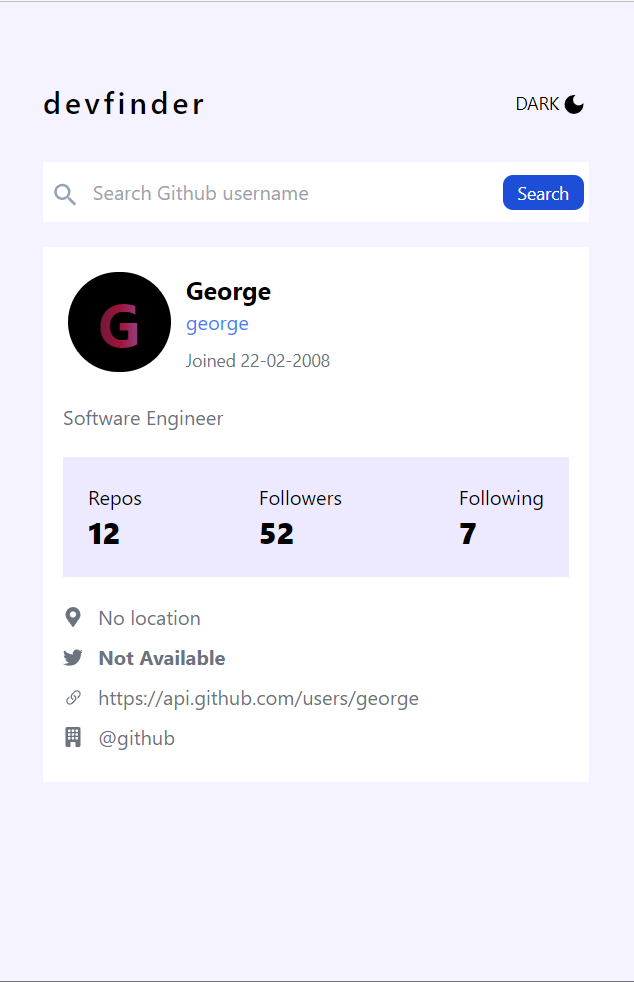 devfinder
DARK
Search Github username
Search
G
George
george
Joined 22-02-2008
Software Engineer
Repos Followers Following
12 52 7
No location
Not Available
https://api.github.com/users/george
@github